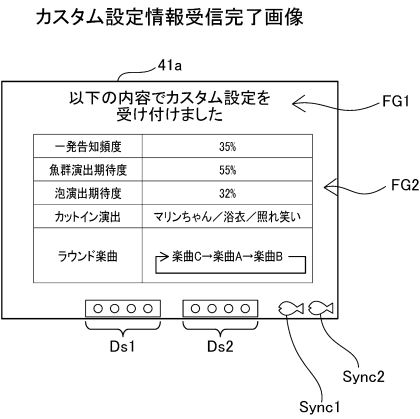 カスタム設定情報受信完了画像
41a
以下の内容でカスタム設定を
受け付けました
FG1
一発告知頻度 35%
魚群演出期待度 55%
FG2
泡演出期待度 32%
カットイン演出 マリンちゃん/浴衣/照れ笑い
ラウンド楽曲 楽曲C→楽曲A→楽曲B
Ds1 Ds2
Sync2
Sync1